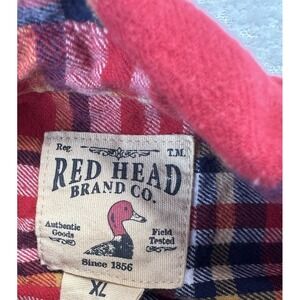 Reg. T.M.
RED HEAD
BRAND CO.
Authentic Field
Goods Tested
Since 1856
XL